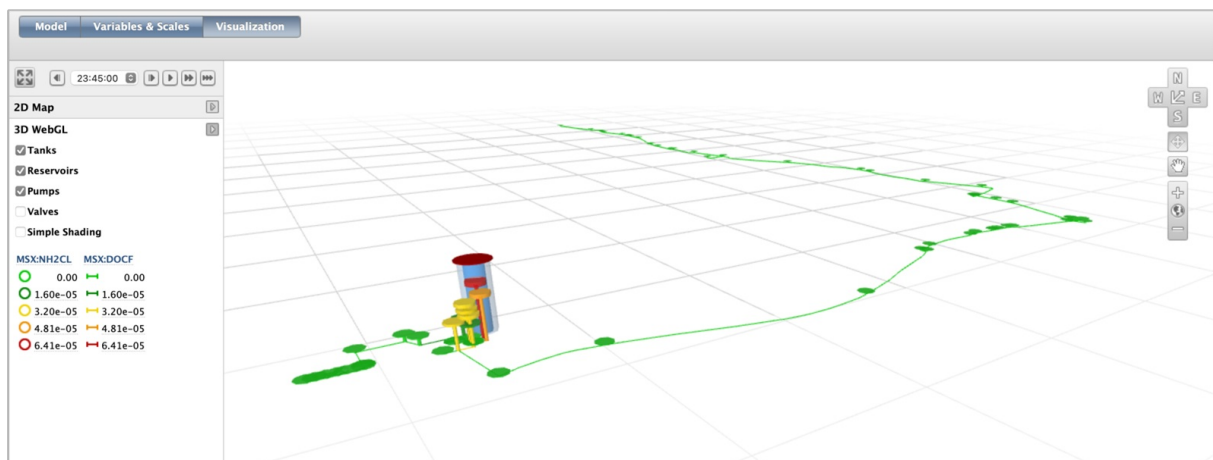 Model Variables & Scales Visualization
23:45:00
2D Map
3D WebGL
Tanks
Reservoirs
Pumps
Valves
Simple Shading
MSX:NH2CL MSX:DOCF
0.00 0.00
1.60e-05 1.60e-05
3.20e-05 3.20e-05
4.81e-05 4.81e-05
6.41e-05 6.41e-05
N
W E
S